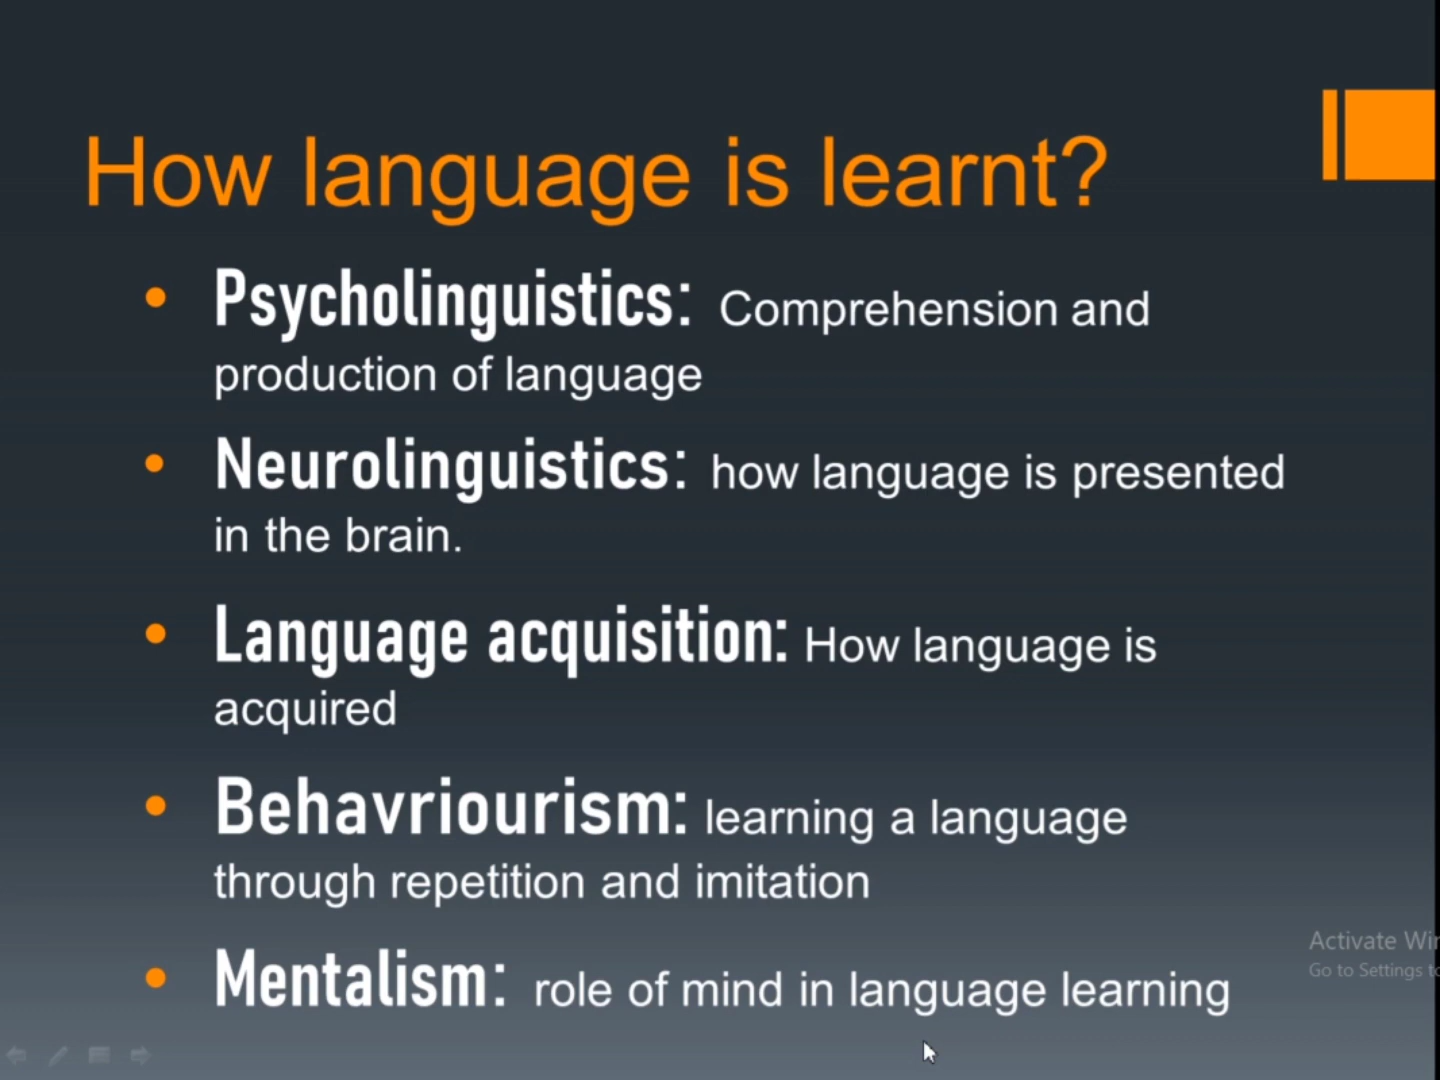 How language is learnt?
• Psycholinguistics: Comprehension and
production of language
• Neurolinguistics: how language is presented
in the brain.
• Language acquisition: How language is
acquired
• Behavriourism: learning a language
through repetition and imitation
• Mentalism: role of mind in language learning
Activate Win
Go to Settings to